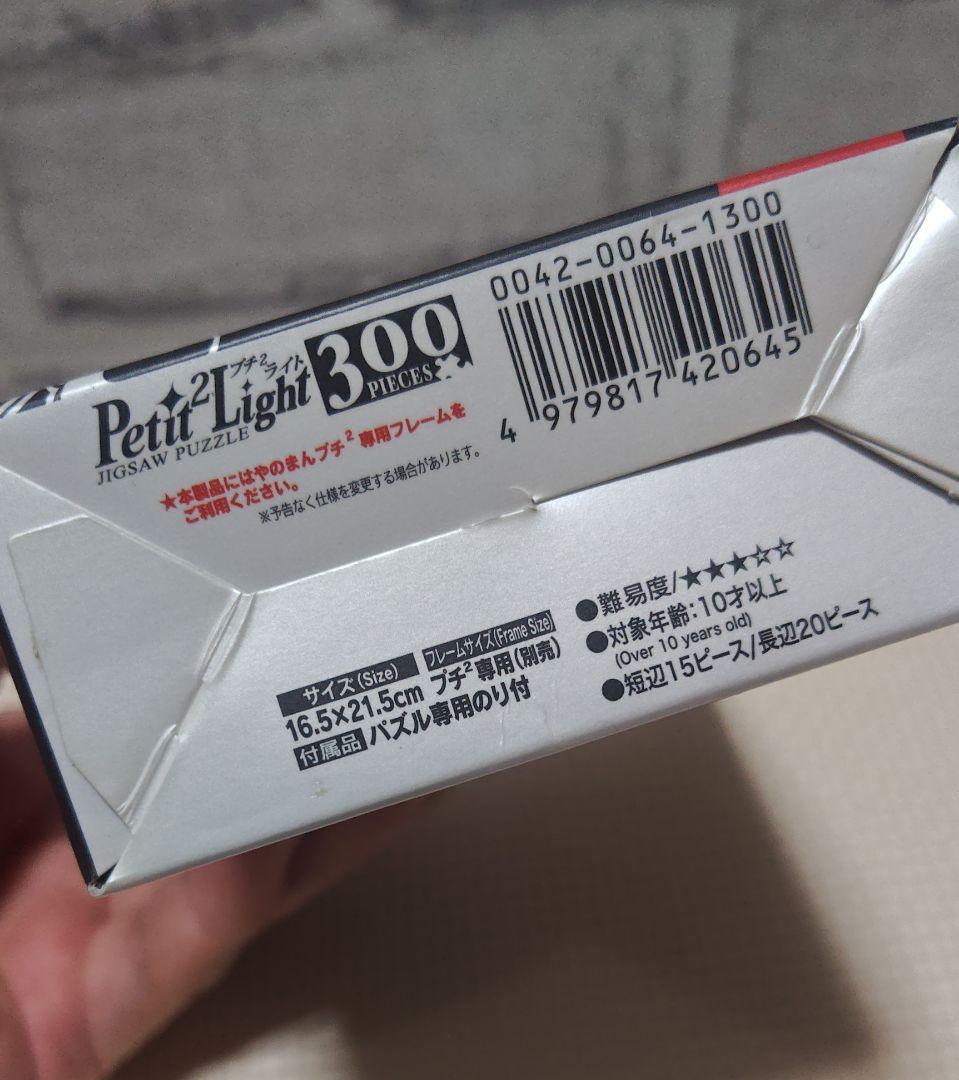 0042-0064-1300
プチ²ライト
Petit²Light 300
PIECES
JIGSAW PUZZLE
4 979817 420645
★本製品にはやのまんプチ²専用フレームを
ご利用ください。
※予告なく仕様を変更する場合があります。
サイズ(Size) フレームサイズ(Frame Size)
16.5×21.5cm プチ²専用(別売)
付属品 パズル専用のり付
●難易度/★★★☆☆
●対象年齢:10才以上
(Over 10 years old)
●短辺15ピース/長辺20ピース